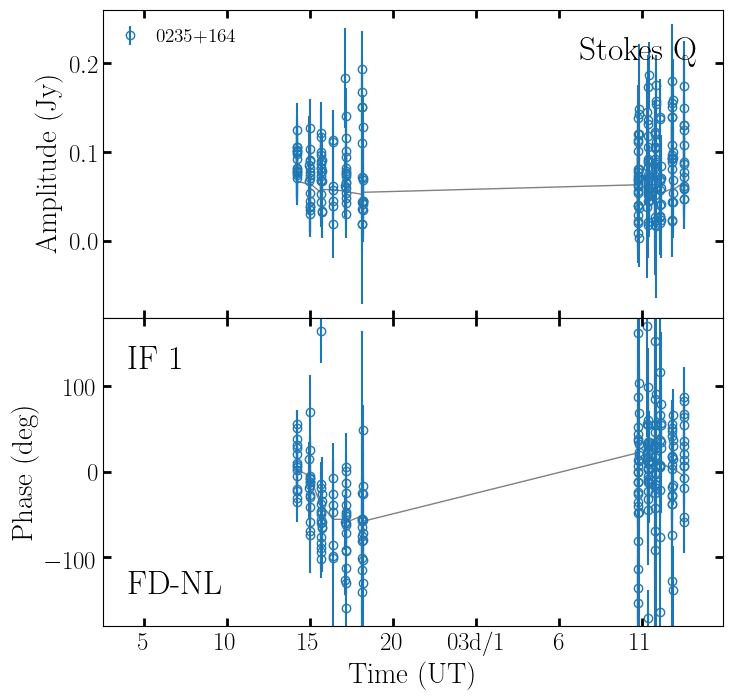 0235+164
Stokes Q
Amplitude (Jy)
0.2
0.1
0.0
IF 1
Phase (deg)
100
0
−100
FD-NL
5 10 15 20 03d/1 6 11
Time (UT)